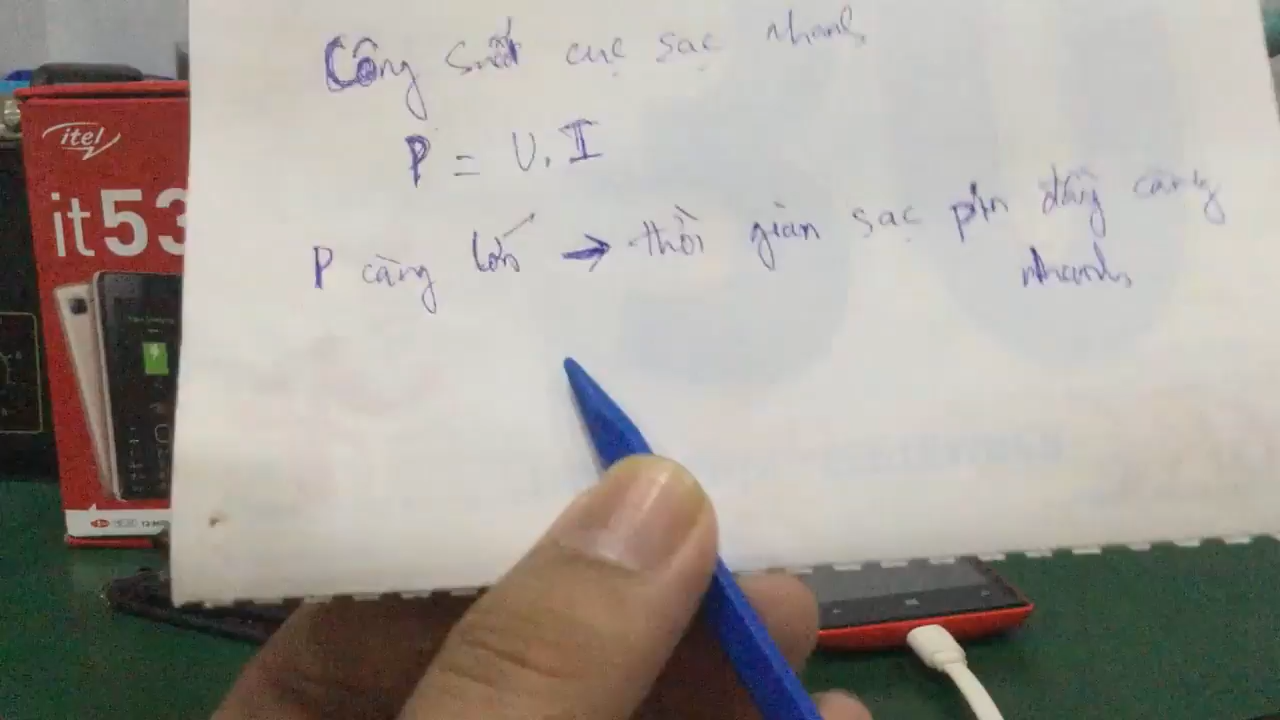 Công suất cục sạc nhanh
P = U.I
P càng lớn → thời gian sạc pin đầy càng
nhanh
itel
it53